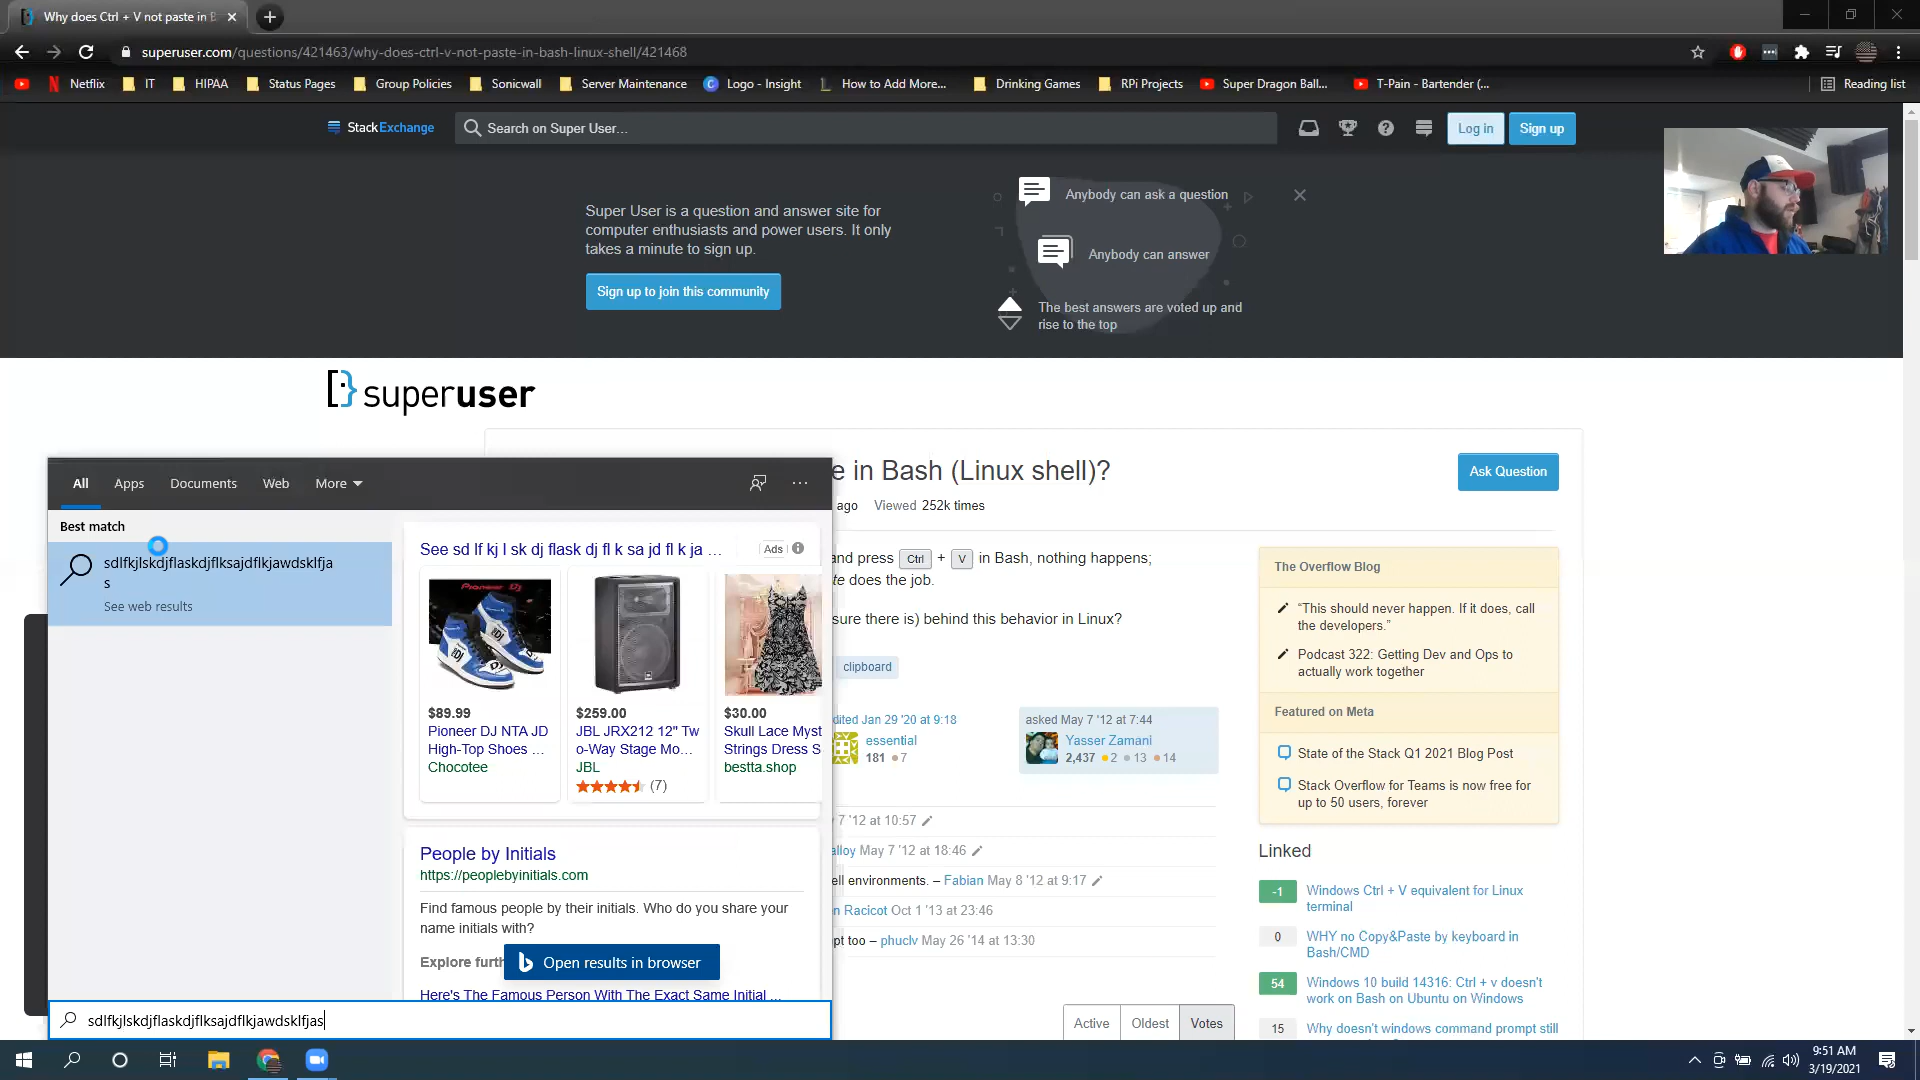 Why does Ctrl + V not paste in B
superuser.com/questions/421463/why-does-ctrl-v-not-paste-in-bash-linux-shell/421468
Netflix IT HIPAA Status Pages Group Policies Sonicwall Server Maintenance Logo - Insight How to Add More... Drinking Games RPi Projects Super Dragon Ball... T-Pain - Bartender (... Reading list
StackExchange Search on Super User... Log in Sign up
Super User is a question and answer site for
computer enthusiasts and power users. It only
takes a minute to sign up.
Sign up to join this community
Anybody can ask a question
Anybody can answer
The best answers are voted up and
rise to the top
superuser
e in Bash (Linux shell)?
Ask Question
ago Viewed 252k times
and press Ctrl + V in Bash, nothing happens;
te does the job.
sure there is) behind this behavior in Linux?
clipboard
dited Jan 29 '20 at 9:18
essential
181 7
asked May 7 '12 at 7:44
Yasser Zamani
2,437 2 13 14
7 '12 at 10:57
alloy May 7 '12 at 18:46
ell environments. – Fabian May 8 '12 at 9:17
n Racicot Oct 1 '13 at 23:46
pt too – phuclv May 26 '14 at 13:30
Active Oldest Votes
The Overflow Blog
“This should never happen. If it does, call
the developers.”
Podcast 322: Getting Dev and Ops to
actually work together
Featured on Meta
State of the Stack Q1 2021 Blog Post
Stack Overflow for Teams is now free for
up to 50 users, forever
Linked
-1 Windows Ctrl + V equivalent for Linux
terminal
0 WHY no Copy&Paste by keyboard in
Bash/CMD
54 Windows 10 build 14316: Ctrl + v doesn't
work on Bash on Ubuntu on Windows
15 Why doesn't windows command prompt still
All Apps Documents Web More
Best match
sdlfkjlskdjflaskdjflksajdflkjawdsklfja
s
See web results
See sd lf kj l sk dj flask dj fl k sa jd fl k ja ... Ads
Pioneer DJ
$89.99
Pioneer DJ NTA JD
High-Top Shoes ...
Chocotee
$259.00
JBL JRX212 12" Tw
o-Way Stage Mo...
JBL
(7)
$30.00
Skull Lace Myst
Strings Dress S
bestta.shop
People by Initials
https://peoplebyinitials.com
Find famous people by their initials. Who do you share your
name initials with?
Explore furth
Open results in browser
Here's The Famous Person With The Exact Same Initial ...
sdlfkjlskdjflaskdjflksajdflkjawdsklfjas
9:51 AM
3/19/2021